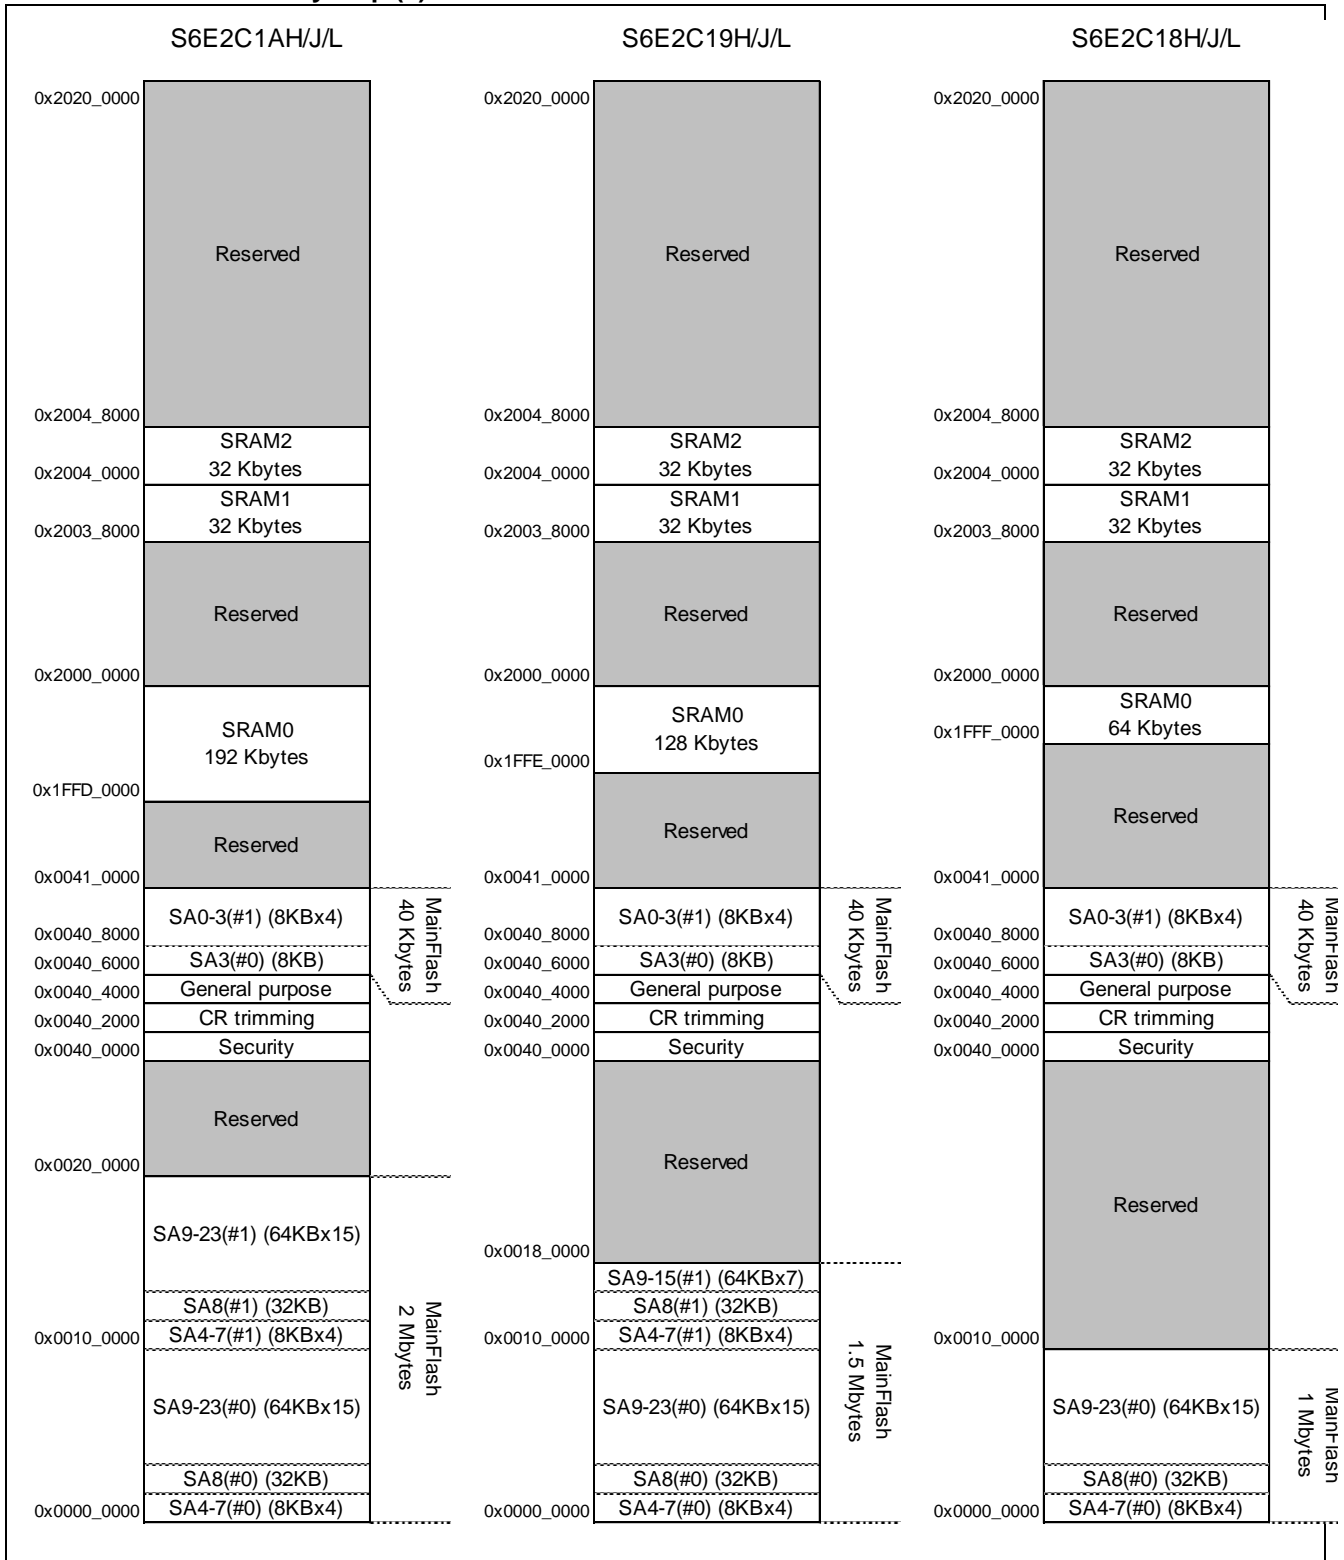 S6E2C1AH/J/L
0x2020_0000
Reserved
0x2004_8000
SRAM2
32 Kbytes
0x2004_0000
SRAM1
32 Kbytes
0x2003_8000
Reserved
0x2000_0000
SRAM0
192 Kbytes
0x1FFD_0000
Reserved
0x0041_0000
SA0-3(#1) (8KBx4)
0x0040_8000
SA3(#0) (8KB)
0x0040_6000
General purpose
0x0040_4000
CR trimming
0x0040_2000
Security
0x0040_0000
MainFlash
40 Kbytes
Reserved
0x0020_0000
SA9-23(#1) (64KBx15)
SA8(#1) (32KB)
SA4-7(#1) (8KBx4)
0x0010_0000
SA9-23(#0) (64KBx15)
SA8(#0) (32KB)
SA4-7(#0) (8KBx4)
0x0000_0000
MainFlash
2 Mbytes
S6E2C19H/J/L
0x2020_0000
Reserved
0x2004_8000
SRAM2
32 Kbytes
0x2004_0000
SRAM1
32 Kbytes
0x2003_8000
Reserved
0x2000_0000
SRAM0
128 Kbytes
0x1FFE_0000
Reserved
0x0041_0000
SA0-3(#1) (8KBx4)
0x0040_8000
SA3(#0) (8KB)
0x0040_6000
General purpose
0x0040_4000
CR trimming
0x0040_2000
Security
0x0040_0000
MainFlash
40 Kbytes
Reserved
0x0018_0000
SA9-15(#1) (64KBx7)
SA8(#1) (32KB)
SA4-7(#1) (8KBx4)
0x0010_0000
SA9-23(#0) (64KBx15)
SA8(#0) (32KB)
SA4-7(#0) (8KBx4)
0x0000_0000
MainFlash
1.5 Mbytes
S6E2C18H/J/L
0x2020_0000
Reserved
0x2004_8000
SRAM2
32 Kbytes
0x2004_0000
SRAM1
32 Kbytes
0x2003_8000
Reserved
0x2000_0000
SRAM0
64 Kbytes
0x1FFF_0000
Reserved
0x0041_0000
SA0-3(#1) (8KBx4)
0x0040_8000
SA3(#0) (8KB)
0x0040_6000
General purpose
0x0040_4000
CR trimming
0x0040_2000
Security
0x0040_0000
MainFlash
40 Kbytes
Reserved
0x0010_0000
SA9-23(#0) (64KBx15)
SA8(#0) (32KB)
SA4-7(#0) (8KBx4)
0x0000_0000
MainFlash
1 Mbytes